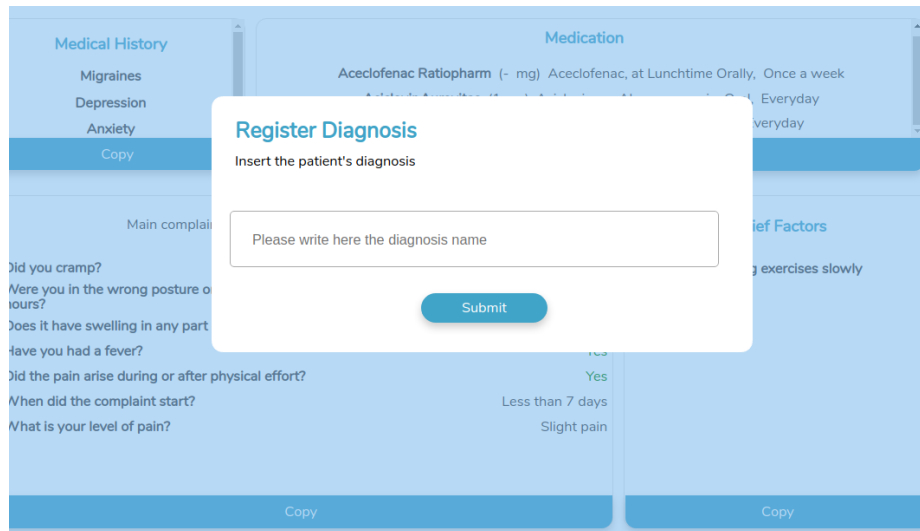 Medical History
Migraines
Depression
Anxiety
Copy
Medication
Aceclofenac Ratiopharm (- mg) Aceclofenac, at Lunchtime Orally, Once a week
Everyday
Register Diagnosis
Insert the patient's diagnosis
Please write here the diagnosis name
Submit
Main
Did you cramp?
Were you in the wrong posture
hours?
Does it have swelling in any part
Have you had a fever? Yes
Did the pain arise during or after physical effort? Yes
When did the complaint start? Less than 7 days
What is your level of pain? Slight pain
Copy
Factors
exercises slowly
Copy